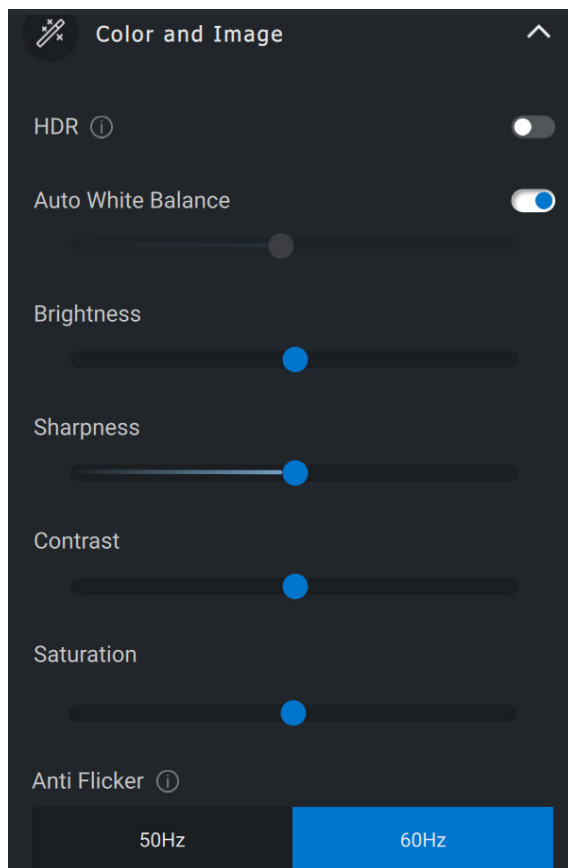 Color and Image
HDR
Auto White Balance
Brightness
Sharpness
Contrast
Saturation
Anti Flicker
50Hz 60Hz